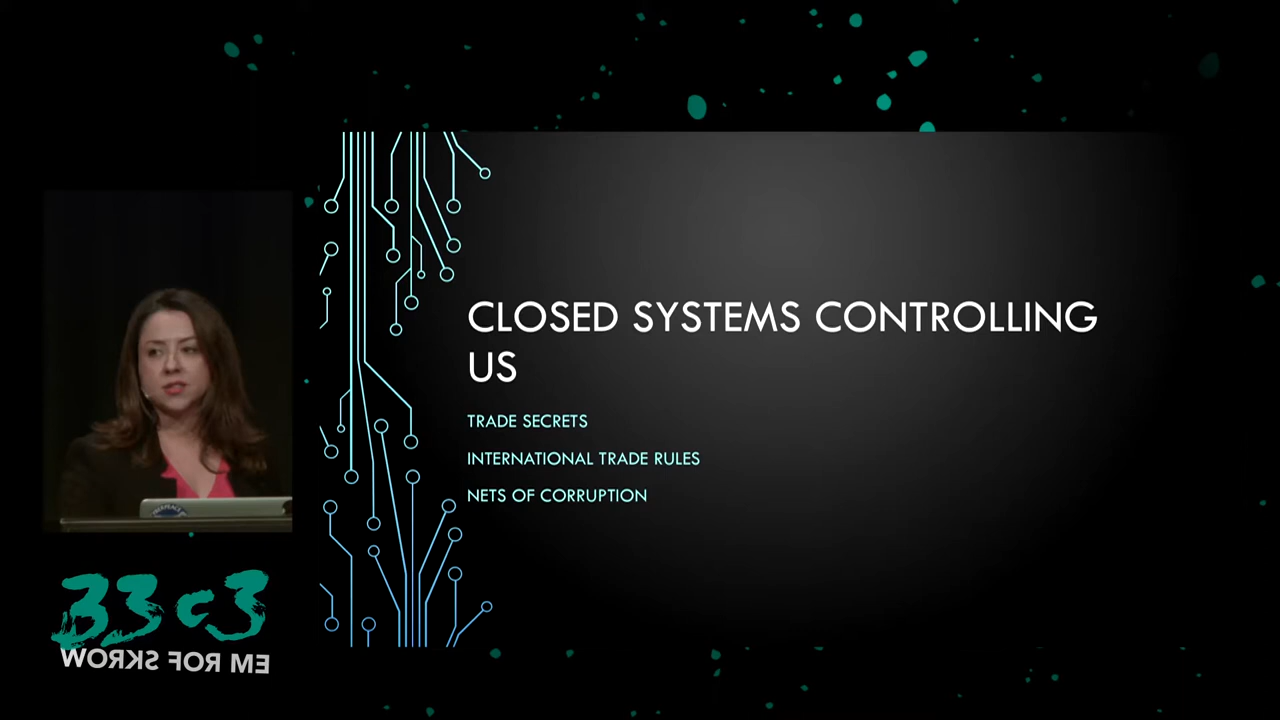 CLOSED SYSTEMS CONTROLLING
US
TRADE SECRETS
INTERNATIONAL TRADE RULES
NETS OF CORRUPTION
33c3
WORKS FOR ME